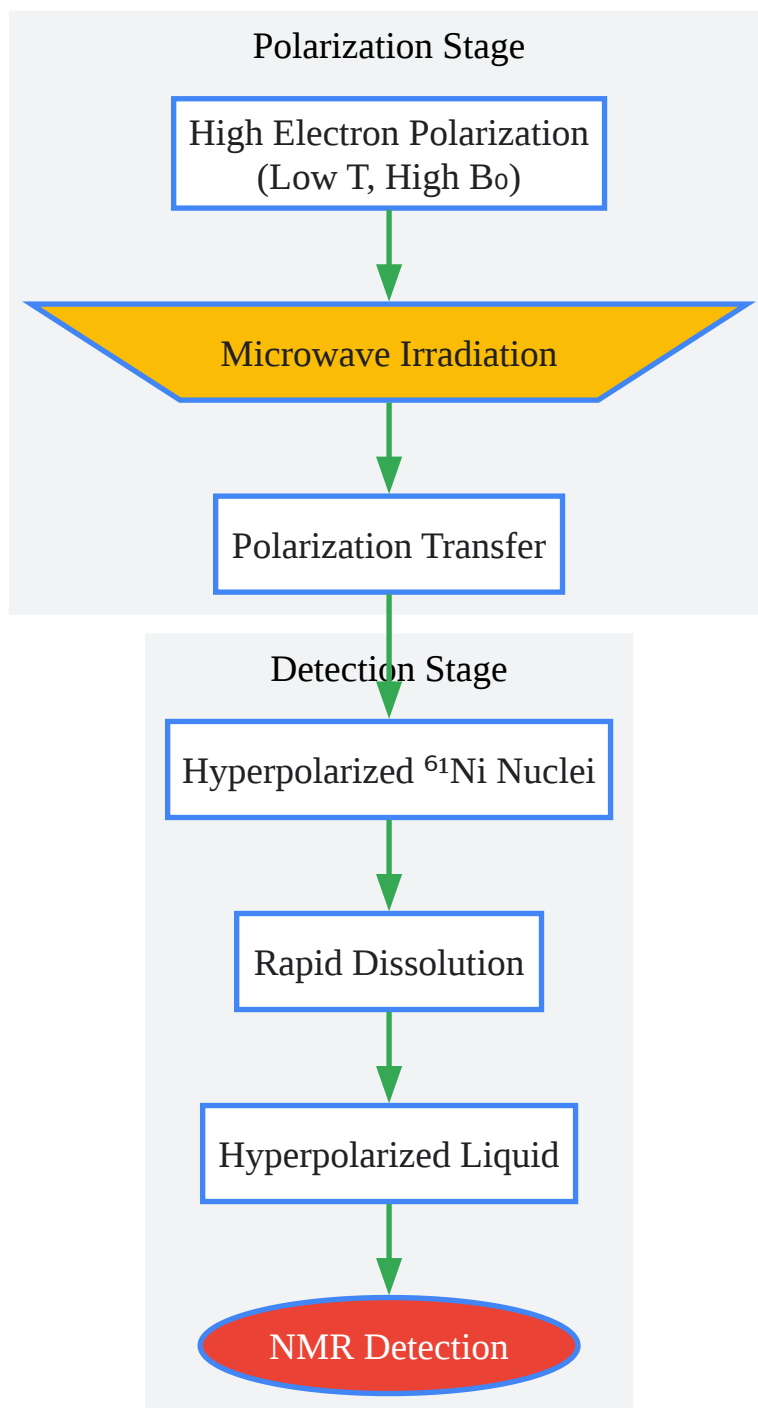 Polarization Stage
High Electron Polarization
(Low T, High B₀)
Microwave Irradiation
Polarization Transfer
Detection Stage
Hyperpolarized ⁶¹Ni Nuclei
Rapid Dissolution
Hyperpolarized Liquid
NMR Detection